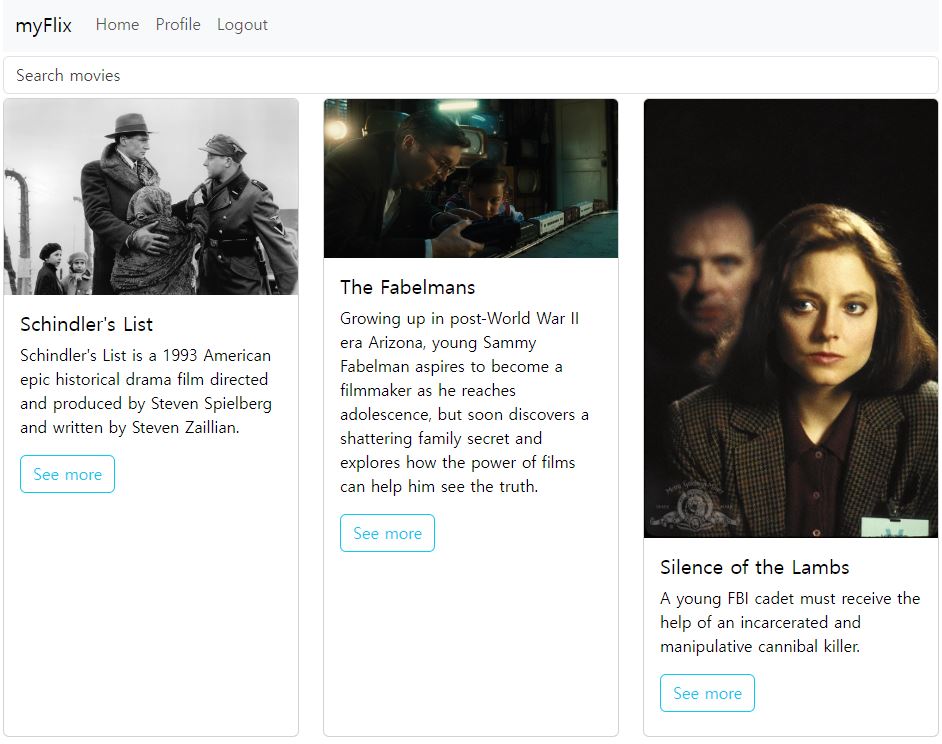 myFlix Home Profile Logout
Search movies
Schindler's List
Schindler's List is a 1993 American
epic historical drama film directed
and produced by Steven Spielberg
and written by Steven Zaillian.
See more
The Fabelmans
Growing up in post-World War II
era Arizona, young Sammy
Fabelman aspires to become a
filmmaker as he reaches
adolescence, but soon discovers a
shattering family secret and
explores how the power of films
can help him see the truth.
See more
Silence of the Lambs
A young FBI cadet must receive the
help of an incarcerated and
manipulative cannibal killer.
See more